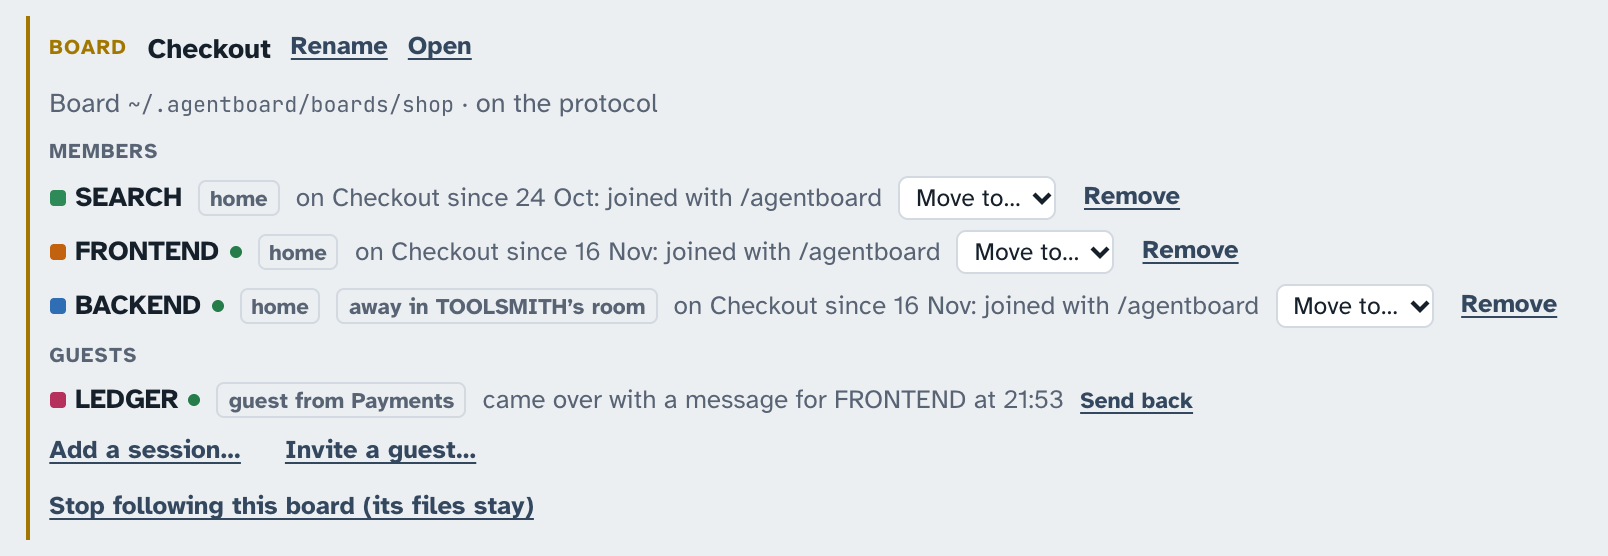 BOARD Checkout Rename Open
Board ~/.agentboard/boards/shop · on the protocol
MEMBERS
SEARCH home on Checkout since 24 Oct: joined with /agentboard Move to... Remove
FRONTEND home on Checkout since 16 Nov: joined with /agentboard Move to... Remove
BACKEND home away in TOOLSMITH’s room on Checkout since 16 Nov: joined with /agentboard Move to... Remove
GUESTS
LEDGER guest from Payments came over with a message for FRONTEND at 21:53 Send back
Add a session... Invite a guest...
Stop following this board (its files stay)